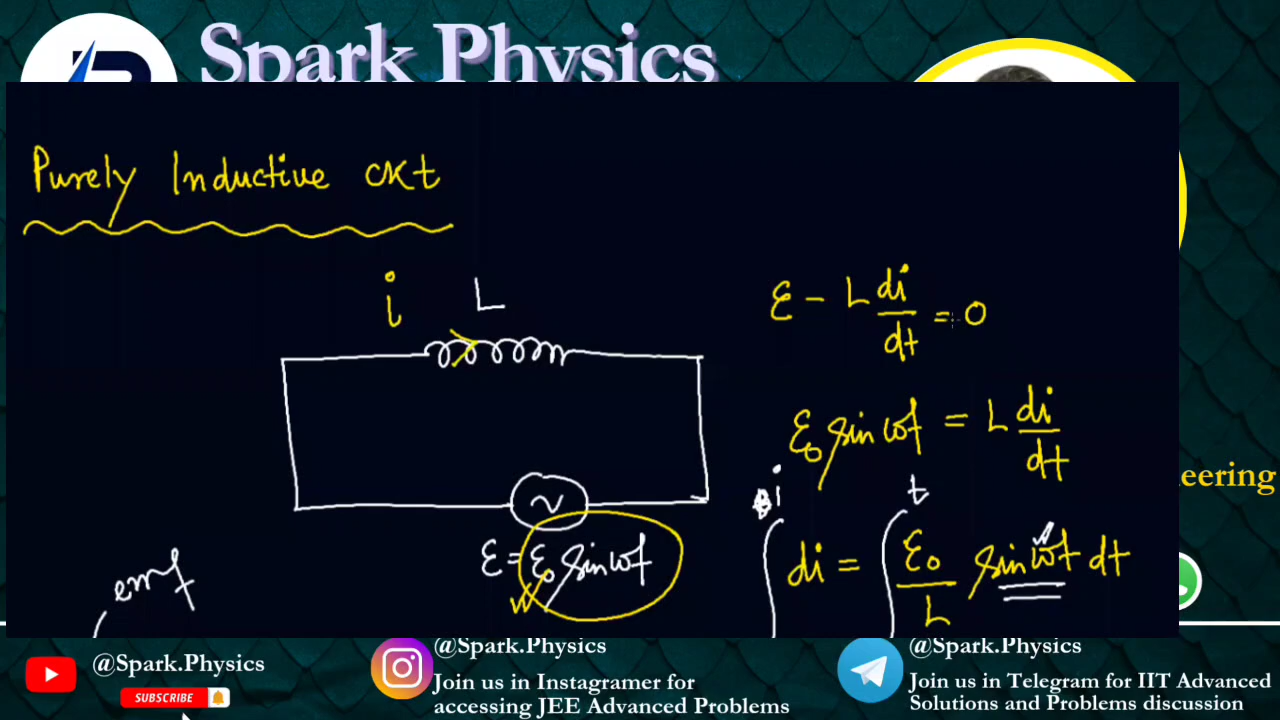 Spark Physics
Purely Inductive ckt
i
L
ε - L di/dt = 0
ε₀ sin ωt = L di/dt
i t
∫ di = ∫ ε₀/L sin ωt dt
ε = ε₀ sin ωt
emf
eering
@Spark.Physics
SUBSCRIBE
@Spark.Physics
Join us in Instagramer for
accessing JEE Advanced Problems
@Spark.Physics
Join us in Telegram for IIT Advanced
Solutions and Problems discussion